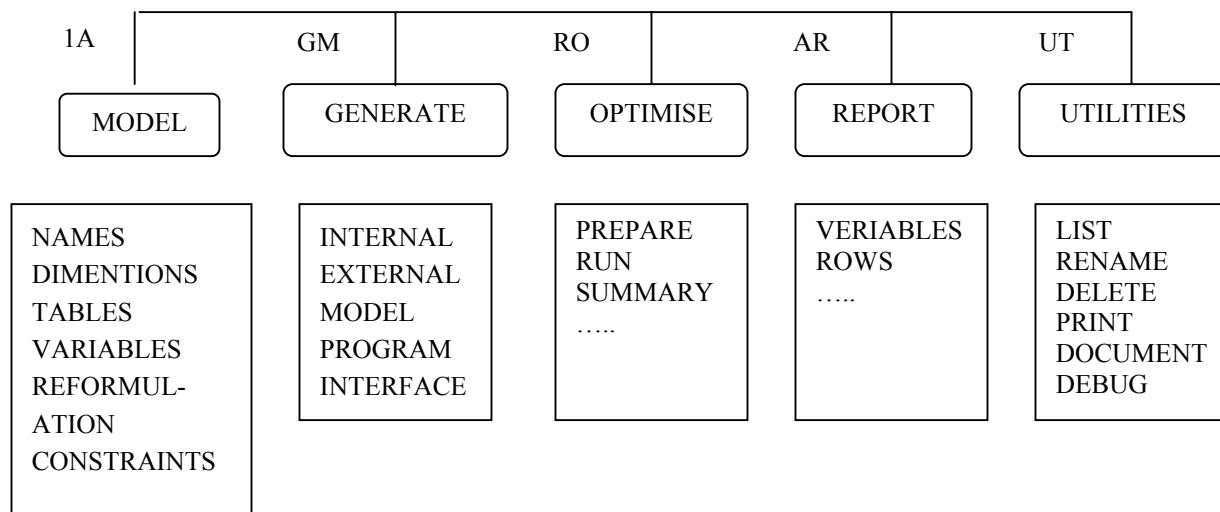 1A
GM
RO
AR
UT
MODEL
GENERATE
OPTIMISE
REPORT
UTILITIES
NAMES
DIMENTIONS
TABLES
VARIABLES
REFORMUL-
ATION
CONSTRAINTS
INTERNAL
EXTERNAL
MODEL
PROGRAM
INTERFACE
PREPARE
RUN
SUMMARY
…..
VERIABLES
ROWS
…..
LIST
RENAME
DELETE
PRINT
DOCUMENT
DEBUG